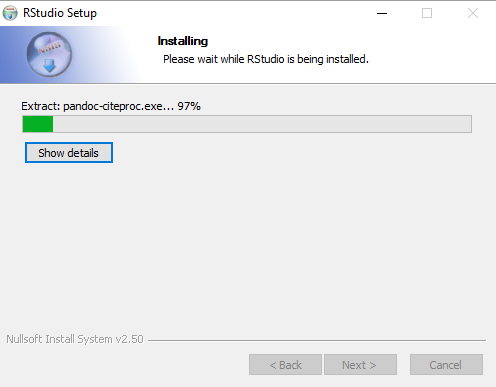 RStudio Setup
Installing
Please wait while RStudio is being installed.
Extract: pandoc-citeproc.exe... 97%
Show details
Nullsoft Install System v2.50
< Back
Next >
Cancel